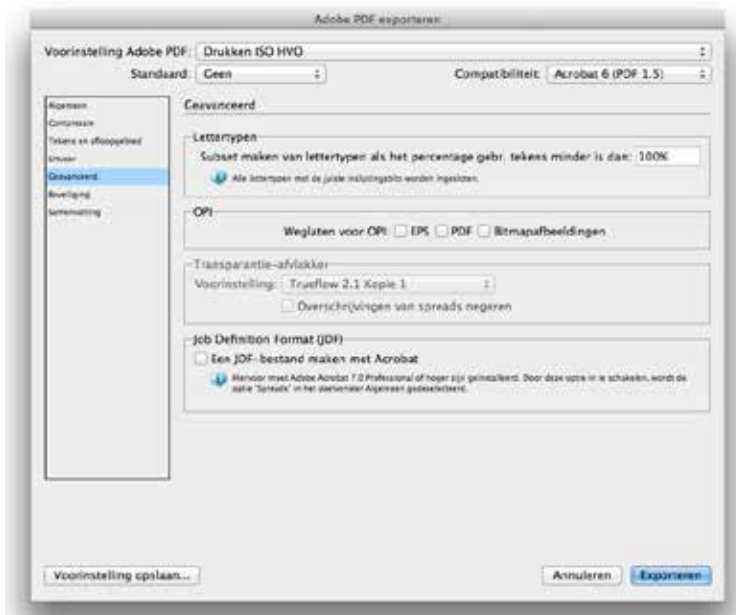 Adobe PDF exporteren
Voorinstelling Adobe PDF: Drukken ISO HVO
Standaard: Geen Compatibiliteit: Acrobat 6 (PDF 1.5)
Algemeen
Compressie
Tekens en afloopgebied
Uitvoer
Geavanceerd
Beveiliging
Samenvatting
Geavanceerd
Lettertypen
Subset maken van lettertypen als het percentage gebr. tekens minder is dan: 100%
Alle lettertypen met de juiste insluitingsbits worden ingesloten.
OPI
Weglaten voor OPI: EPS PDF Bitmapafbeeldingen
Transparantie-afvlakker
Voorinstelling: Trueflow 2.1 Kopie 1
Overschrijvingen van spreads negeren
Job Definition Format (JDF)
Een JDF-bestand maken met Acrobat
Hiervoor moet Adobe Acrobat 7.0 Professional of hoger zijn geïnstalleerd. Door deze optie in te schakelen, wordt de
optie 'Spreads' in het deelvenster Algemeen gedeselecteerd.
Voorinstelling opslaan... Annuleren Exporteren